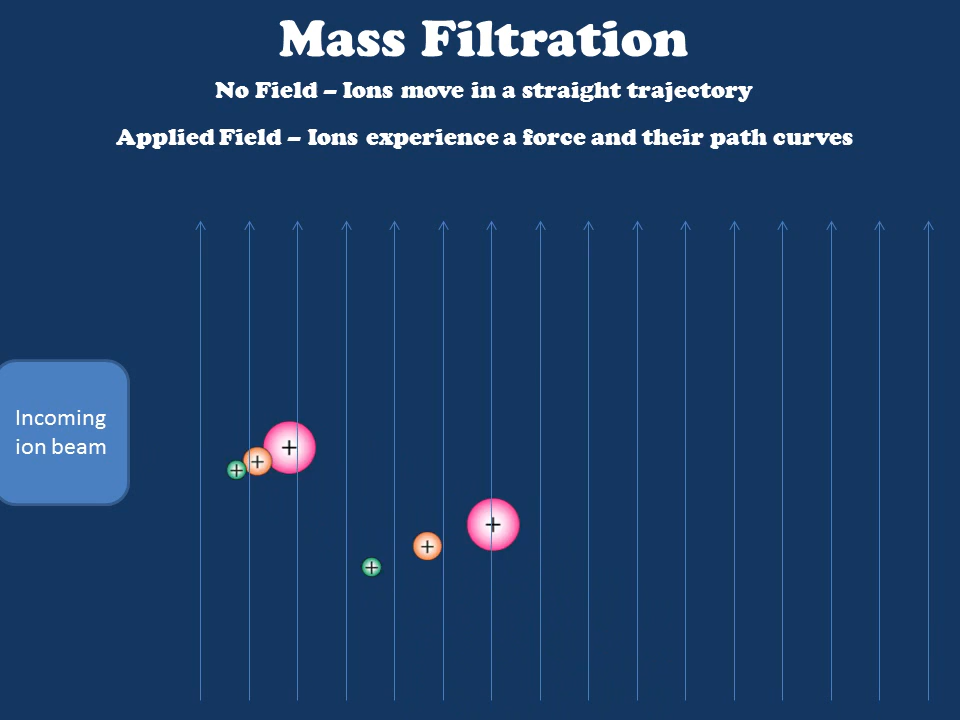 Mass Filtration
No Field – Ions move in a straight trajectory
Applied Field – Ions experience a force and their path curves
Incoming
ion beam
+
+
+
+
+
+